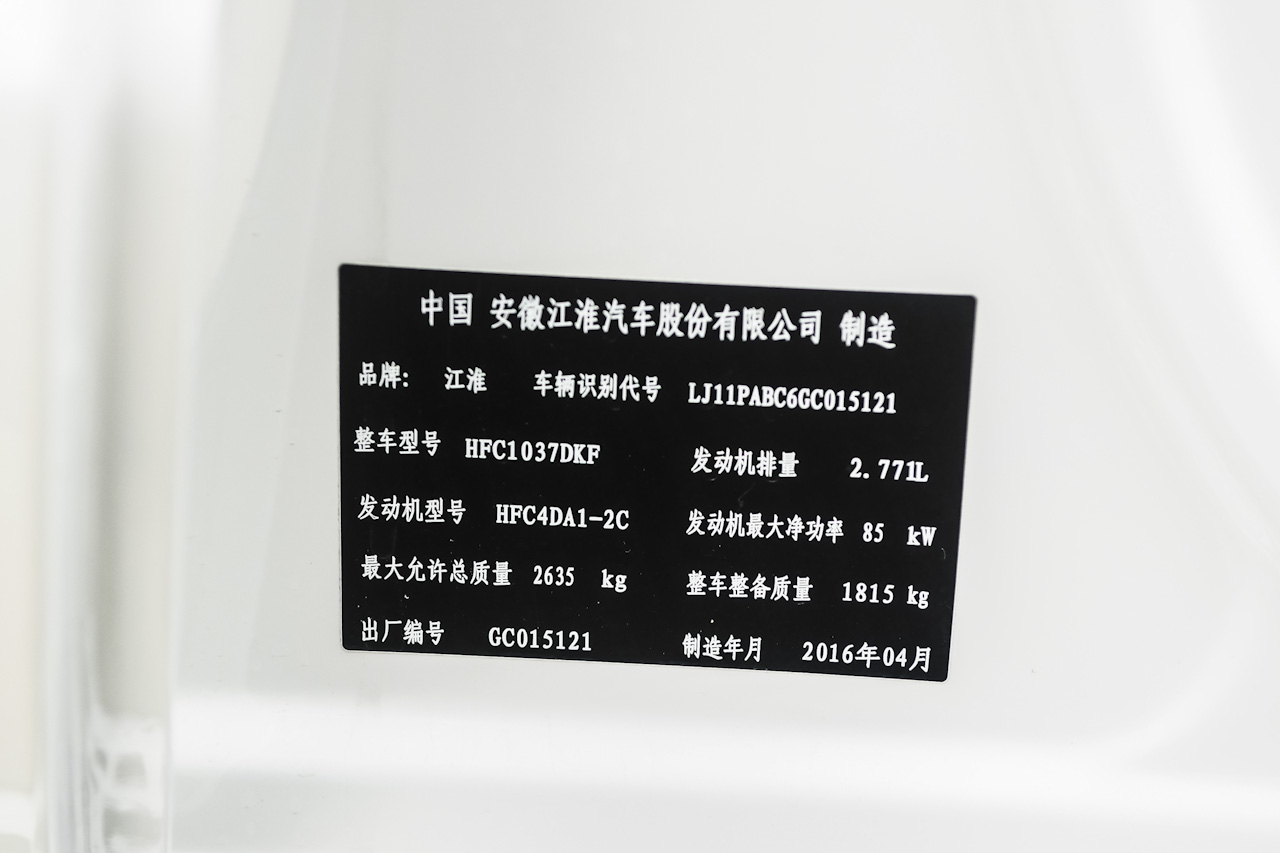 中国 安徽江淮汽车股份有限公司 制造
品牌: 江淮 车辆识别代号 LJ11PABC6GC015121
整车型号 HFC1037DKF 发动机排量 2.771L
发动机型号 HFC4DA1-2C 发动机最大净功率 85 kW
最大允许总质量 2635 kg 整车整备质量 1815 kg
出厂编号 GC015121 制造年月 2016年04月